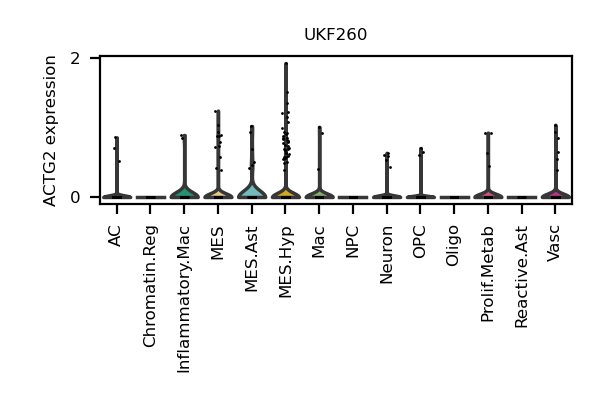 UKF260
ACTG2 expression
2
0
AC
Chromatin.Reg
Inflammatory.Mac
MES
MES.Ast
MES.Hyp
Mac
NPC
Neuron
OPC
Oligo
Prolif.Metab
Reactive.Ast
Vasc